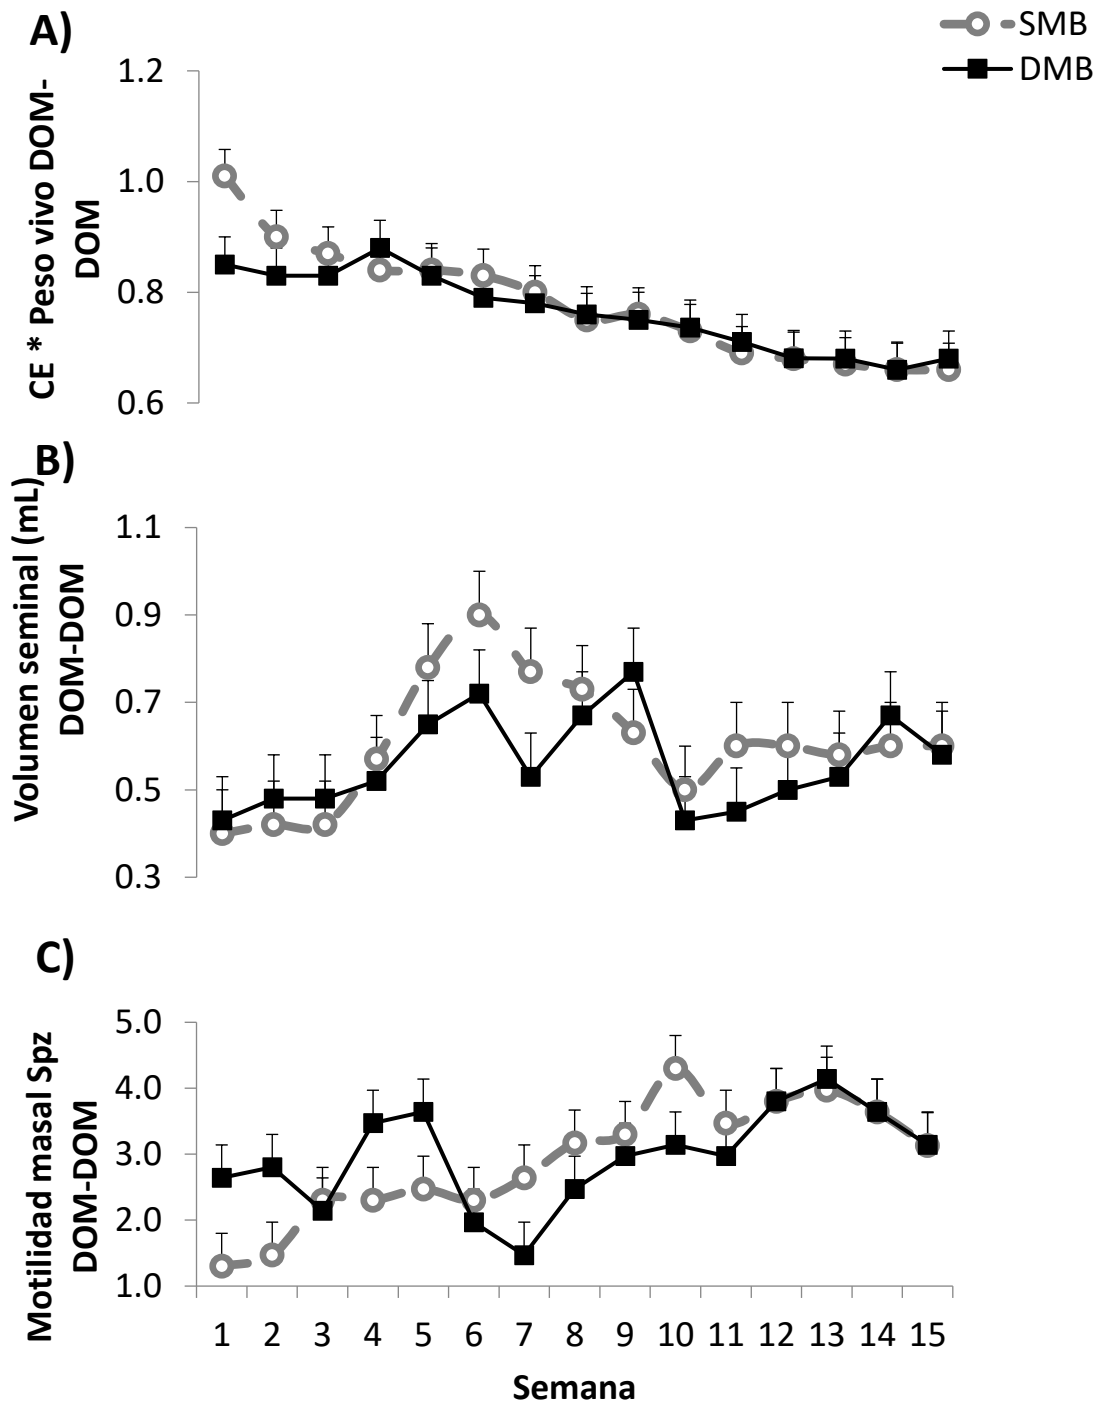 A)
SMB
DMB
CE * Peso vivo DOM-
DOM
1.2
1.0
0.8
0.6
B)
Volumen seminal (mL)
DOM-DOM
1.1
0.9
0.7
0.5
0.3
C)
Motilidad masal Spz
DOM-DOM
5.0
4.0
3.0
2.0
1.0
1 2 3 4 5 6 7 8 9 10 11 12 13 14 15
Semana